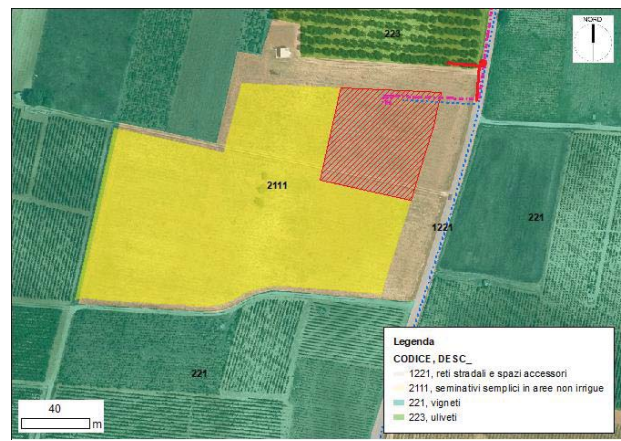 NORD
223
2111
221
1221
221
40
m
Legenda
CODICE, DESC_
1221, reti stradali e spazi accessori
2111, seminativi semplici in aree non irrigue
221, vigneti
223, uliveti